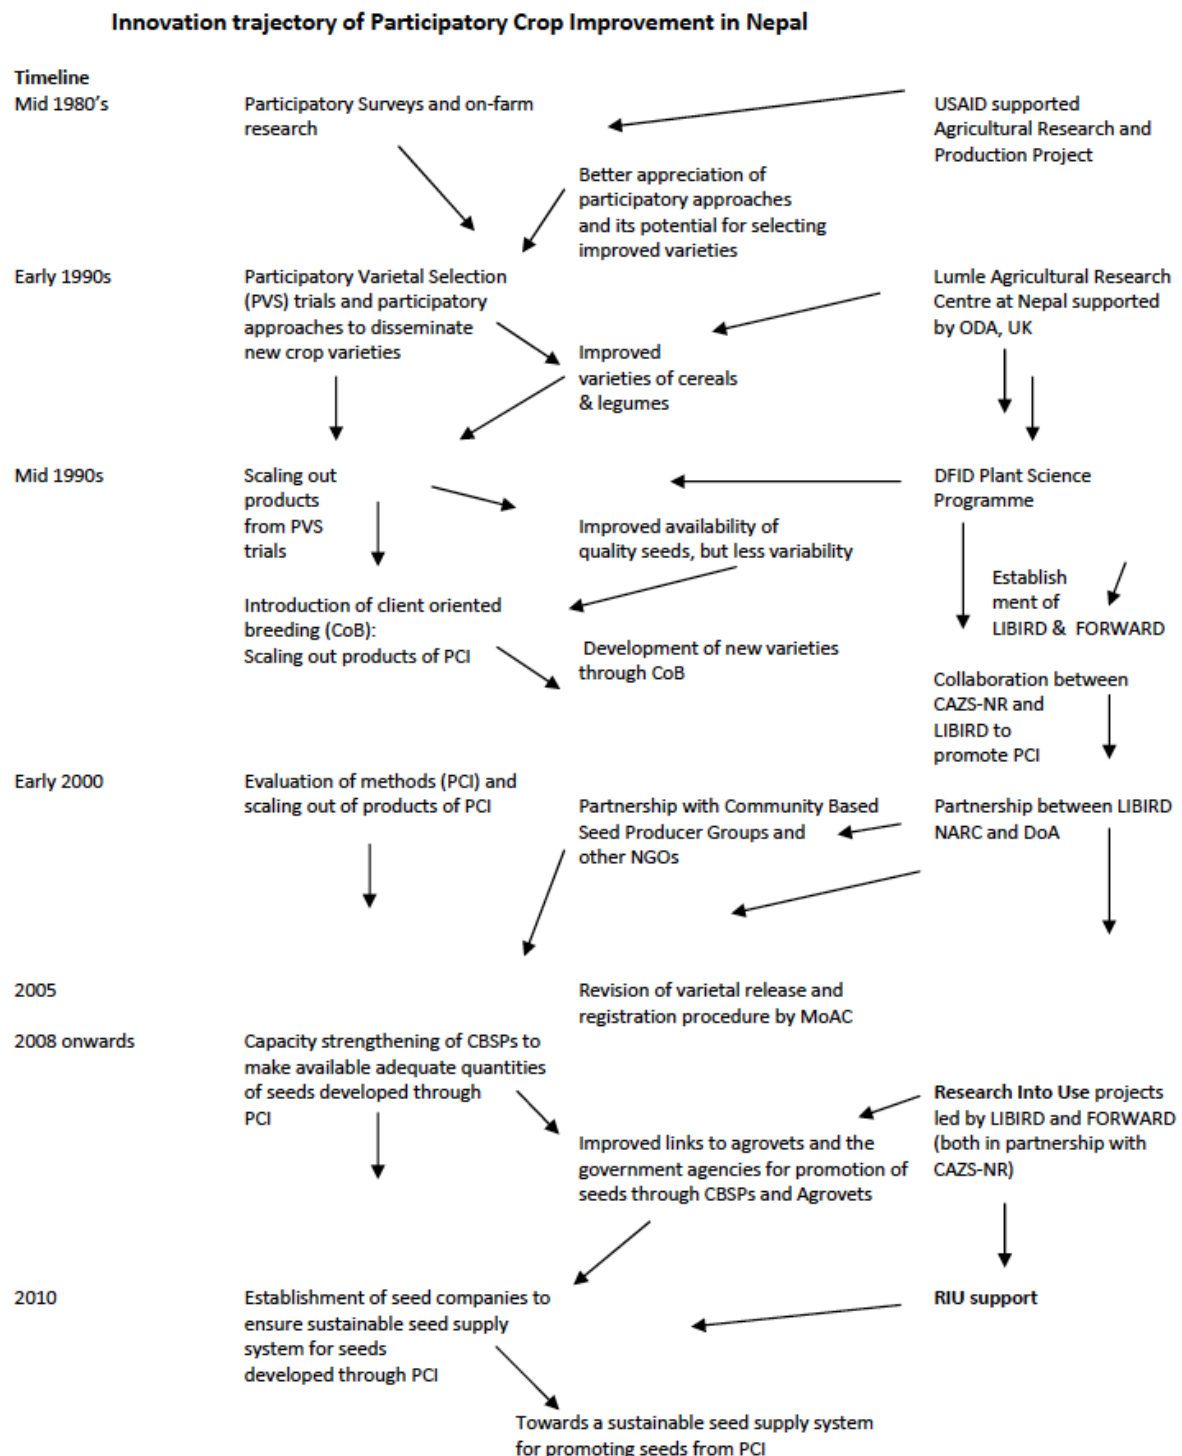 Innovation trajectory of Participatory Crop Improvement in Nepal
Timeline
Mid 1980's
Participatory Surveys and on-farm
research
USAID supported
Agricultural Research and
Production Project
Better appreciation of
participatory approaches
and its potential for selecting
improved varieties
Early 1990s
Participatory Varietal Selection
(PVS) trials and participatory
approaches to disseminate
new crop varieties
Lumle Agricultural Research
Centre at Nepal supported
by ODA, UK
Improved
varieties of cereals
& legumes
Mid 1990s
Scaling out
products
from PVS
trials
DFID Plant Science
Programme
Improved availability of
quality seeds, but less variability
Establish
ment of
LIBIRD & FORWARD
Introduction of client oriented
breeding (CoB):
Scaling out products of PCI
Development of new varieties
through CoB
Collaboration between
CAZS-NR and
LIBIRD to
promote PCI
Early 2000
Evaluation of methods (PCI) and
scaling out of products of PCI
Partnership with Community Based
Seed Producer Groups and
other NGOs
Partnership between LIBIRD
NARC and DoA
2005
Revision of varietal release and
registration procedure by MoAC
2008 onwards
Capacity strengthening of CBSPs to
make available adequate quantities
of seeds developed through
PCI
Research Into Use projects
led by LIBIRD and FORWARD
(both in partnership with
CAZS-NR)
Improved links to agrovets and the
government agencies for promotion of
seeds through CBSPs and Agrovets
2010
Establishment of seed companies to
ensure sustainable seed supply
system for seeds
developed through PCI
RIU support
Towards a sustainable seed supply system
for promoting seeds from PCI